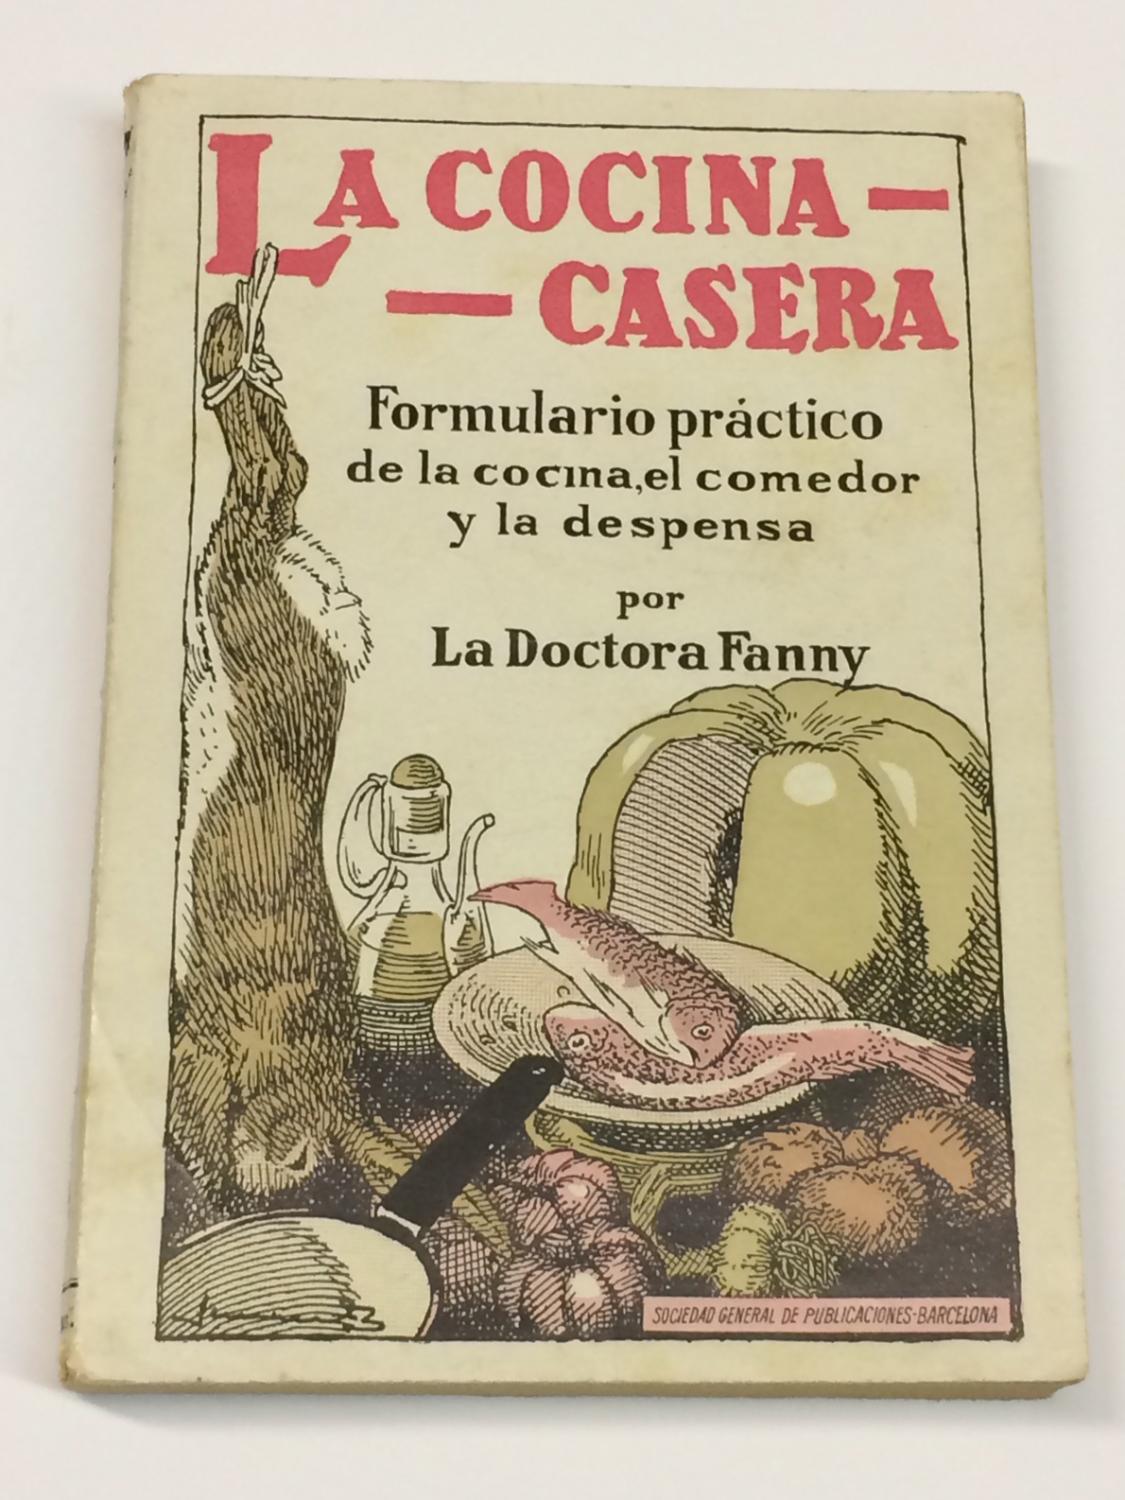 LA COCINA —
— CASERA
Formulario práctico
de la cocina, el comedor
y la despensa
por
La Doctora Fanny
SOCIEDAD GENERAL DE PUBLICACIONES-BARCELONA